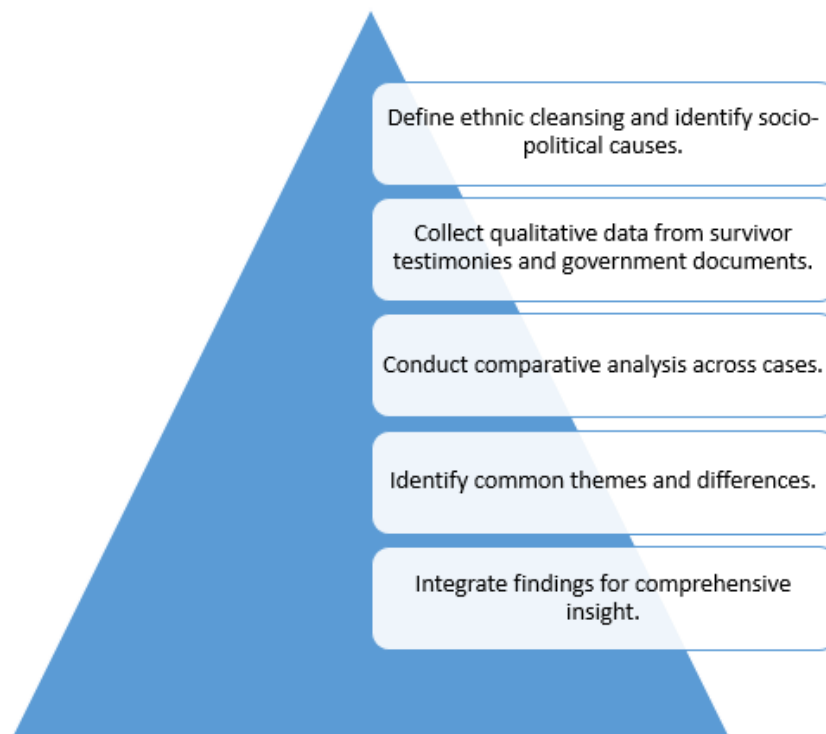 Define ethnic cleansing and identify socio-
political causes.
Collect qualitative data from survivor
testimonies and government documents.
Conduct comparative analysis across cases.
Identify common themes and differences.
Integrate findings for comprehensive
insight.